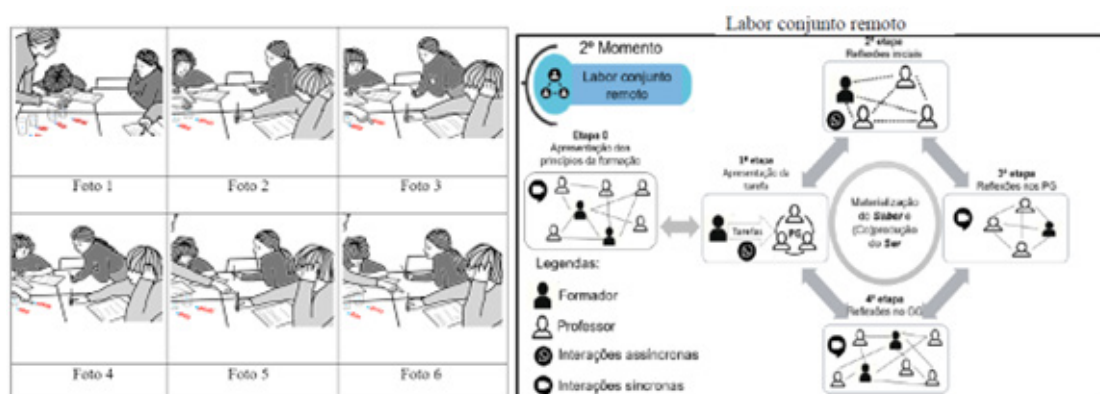 Foto 1
Foto 2
Foto 3
Foto 4
Foto 5
Foto 6
Labor conjunto remoto
2º Momento
Labor conjunto
remoto
2ª etapa
Reflexões iniciais
Etapa 0
Apresentação dos
princípios da formação
1ª etapa
Apresentação da
tarefa
Tarefas
PG
Materialização
do Saber e
(Co)produção
do Ser
3ª etapa
Reflexões nos PG
4ª etapa
Reflexões no GG
Legendas:
Formador
Professor
Interações assíncronas
Interações síncronas